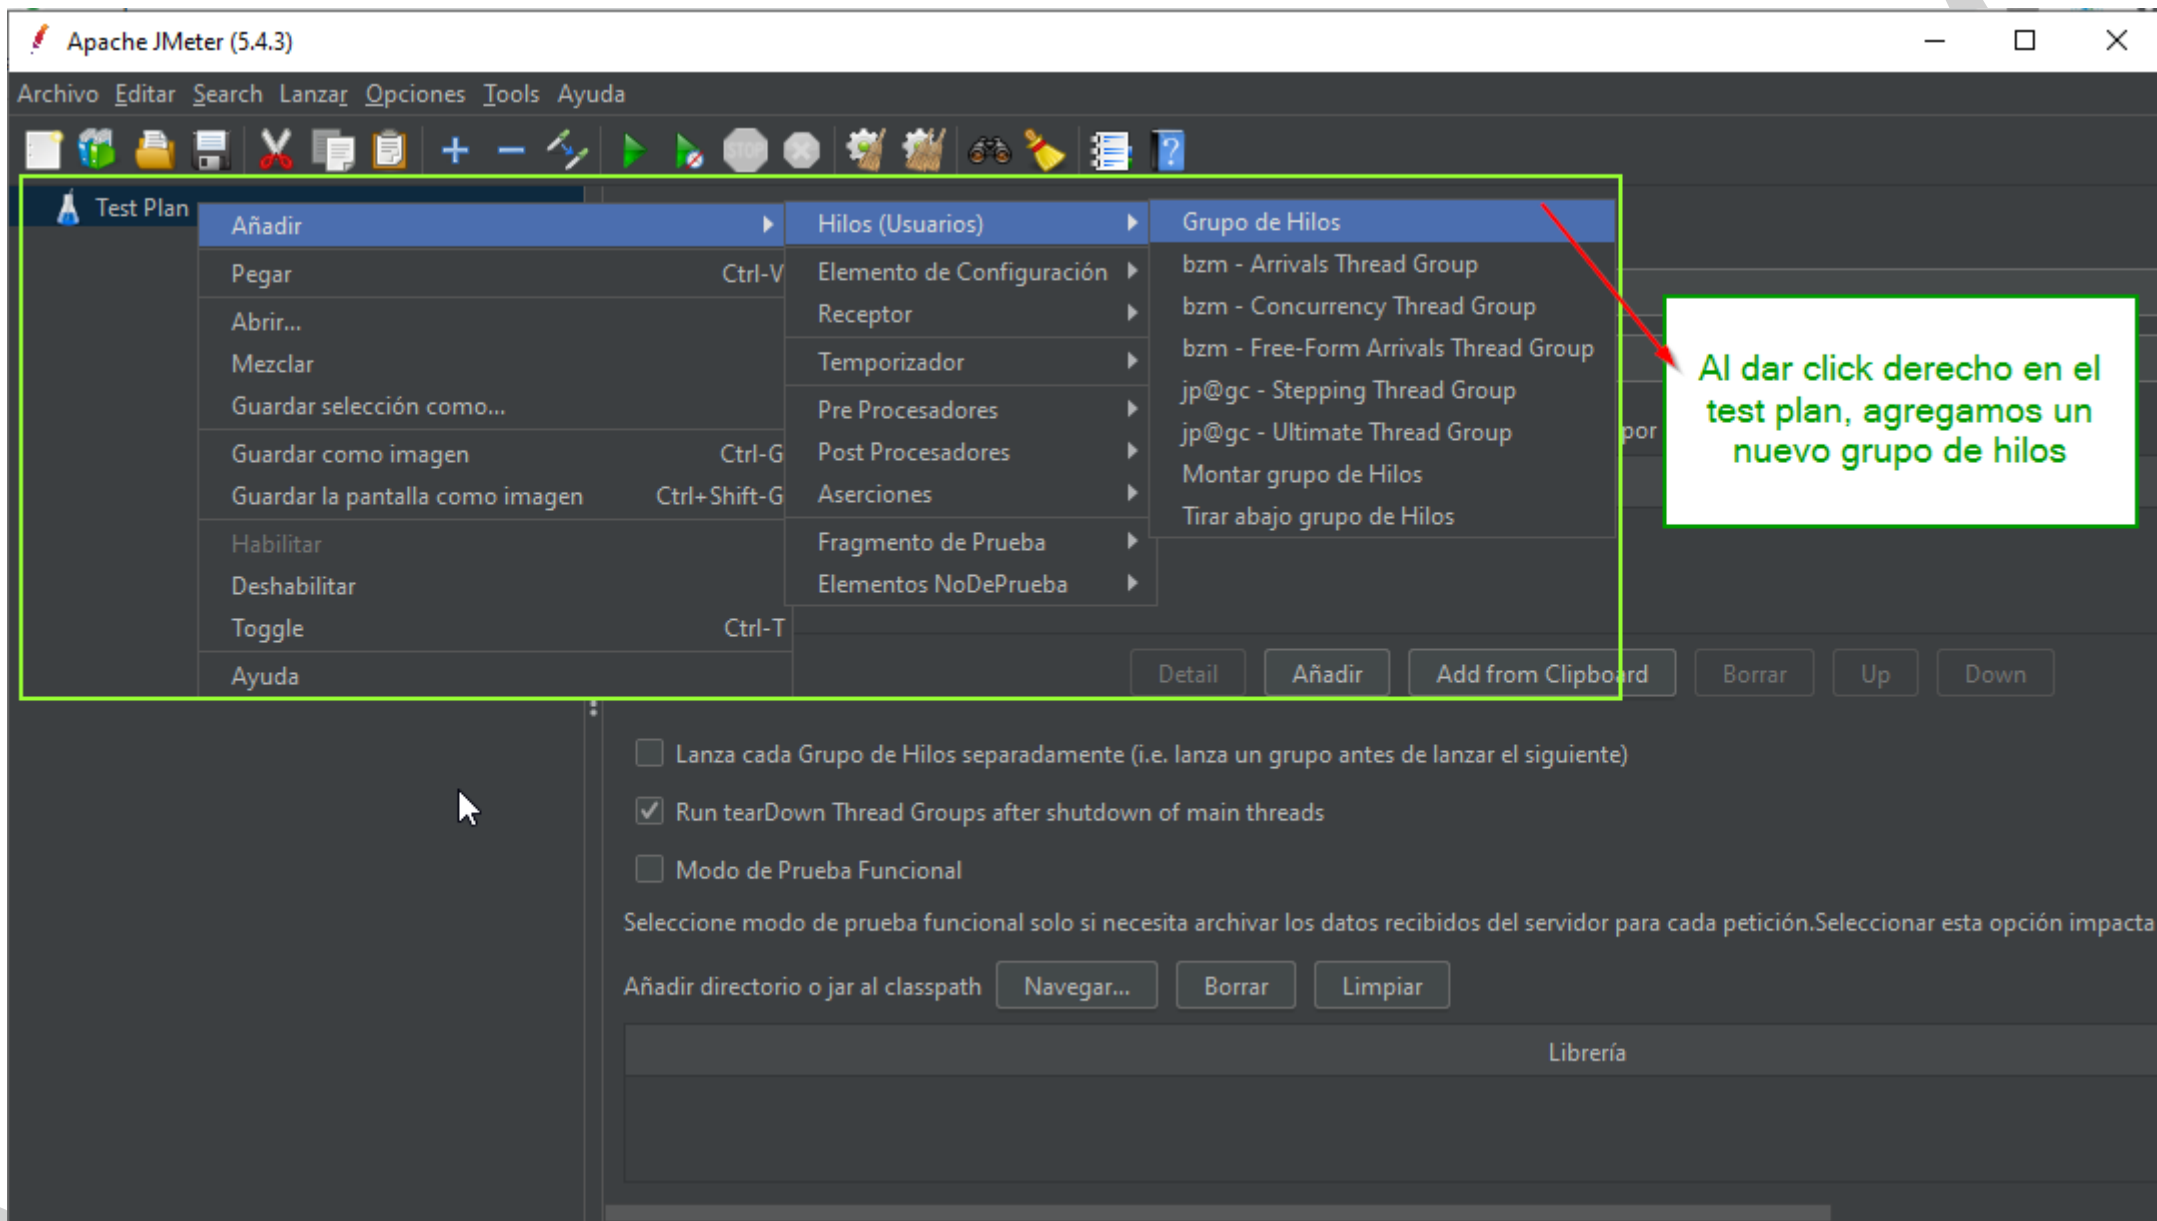 Apache JMeter (5.4.3)
Archivo Editar Search Lanzar Opciones Tools Ayuda
STOP
?
Test Plan
Añadir
Pegar Ctrl-V
Abrir...
Mezclar
Guardar selección como...
Guardar como imagen Ctrl-G
Guardar la pantalla como imagen Ctrl+Shift-G
Habilitar
Deshabilitar
Toggle Ctrl-T
Ayuda
Hilos (Usuarios)
Elemento de Configuración
Receptor
Temporizador
Pre Procesadores
Post Procesadores
Aserciones
Fragmento de Prueba
Elementos NoDePrueba
Grupo de Hilos
bzm - Arrivals Thread Group
bzm - Concurrency Thread Group
bzm - Free-Form Arrivals Thread Group
jp@gc - Stepping Thread Group
jp@gc - Ultimate Thread Group
Montar grupo de Hilos
Tirar abajo grupo de Hilos
por
Al dar click derecho en el
test plan, agregamos un
nuevo grupo de hilos
Detail Añadir Add from Clipboard Borrar Up Down
Lanza cada Grupo de Hilos separadamente (i.e. lanza un grupo antes de lanzar el siguiente)
Run tearDown Thread Groups after shutdown of main threads
Modo de Prueba Funcional
Seleccione modo de prueba funcional solo si necesita archivar los datos recibidos del servidor para cada petición.Seleccionar esta opción impacta
Añadir directorio o jar al classpath Navegar... Borrar Limpiar
Librería